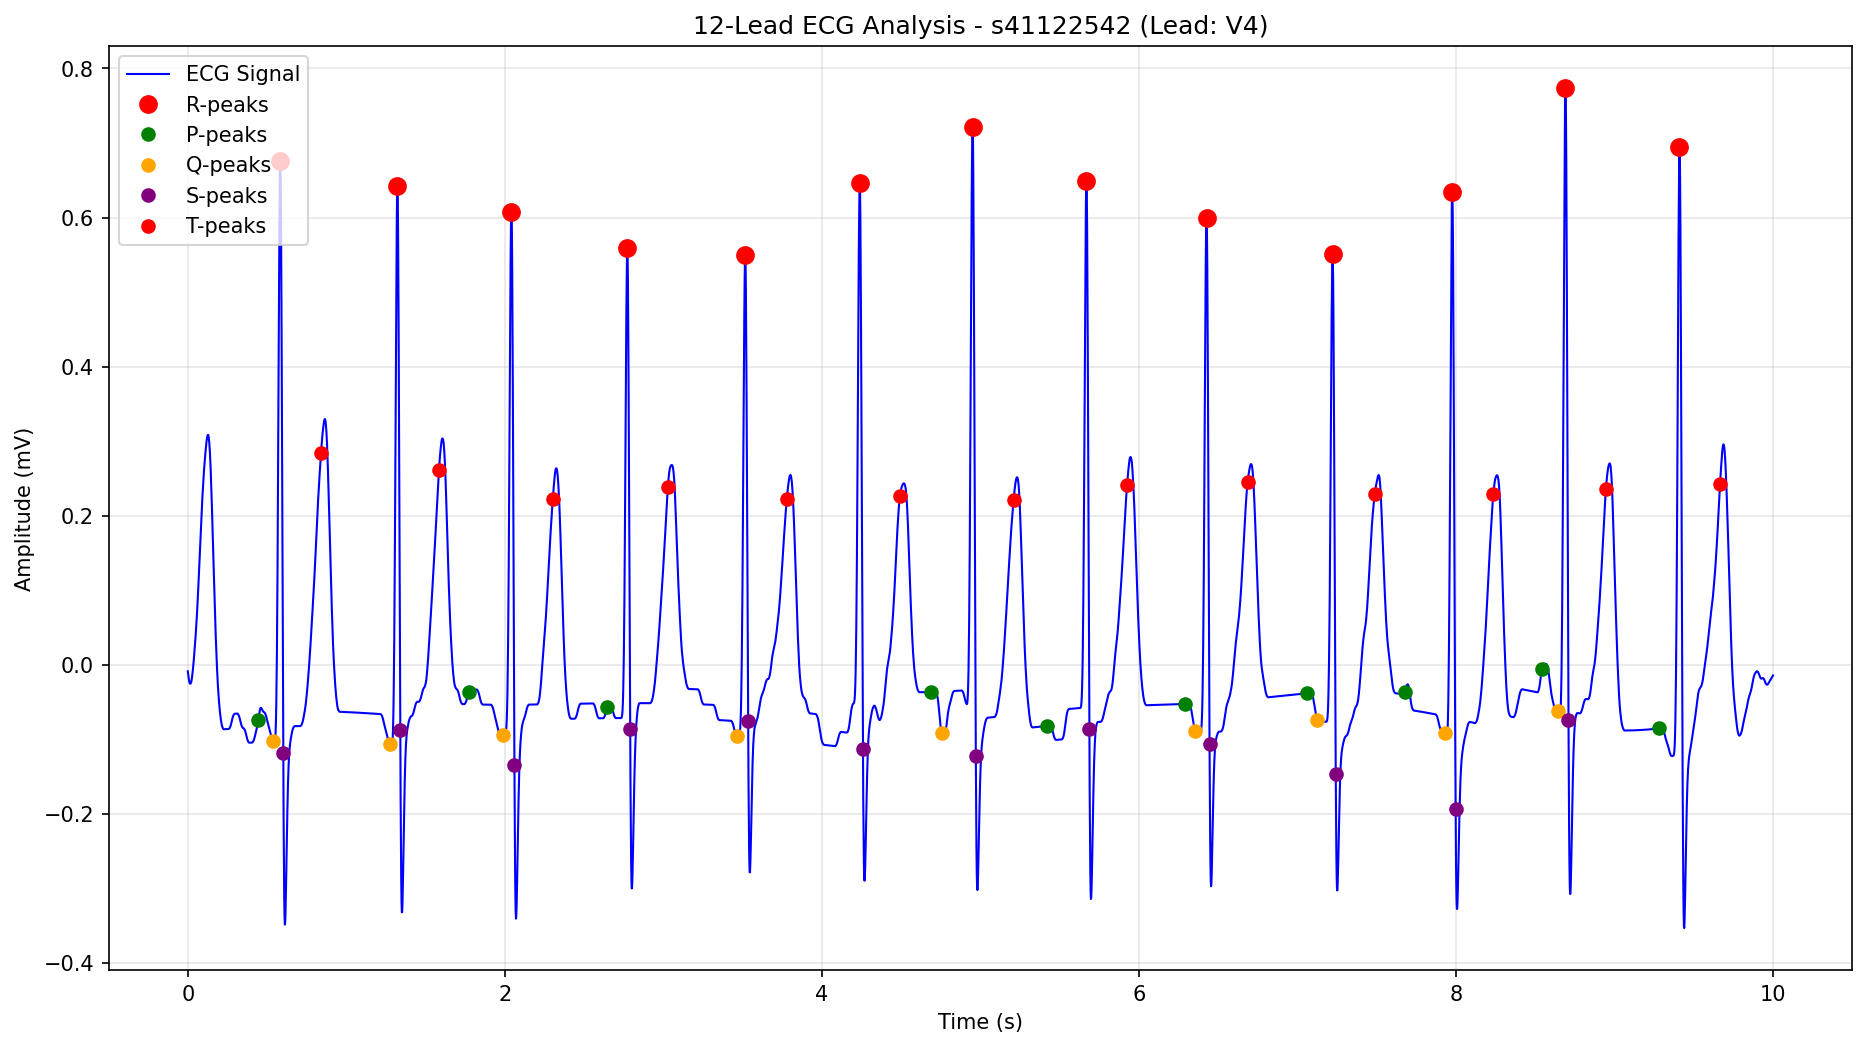 12-Lead ECG Analysis - s41122542 (Lead: V4)
ECG Signal
R-peaks
P-peaks
Q-peaks
S-peaks
T-peaks
Amplitude (mV)
0.8
0.6
0.4
0.2
0.0
−0.2
−0.4
0 2 4 6 8 10
Time (s)